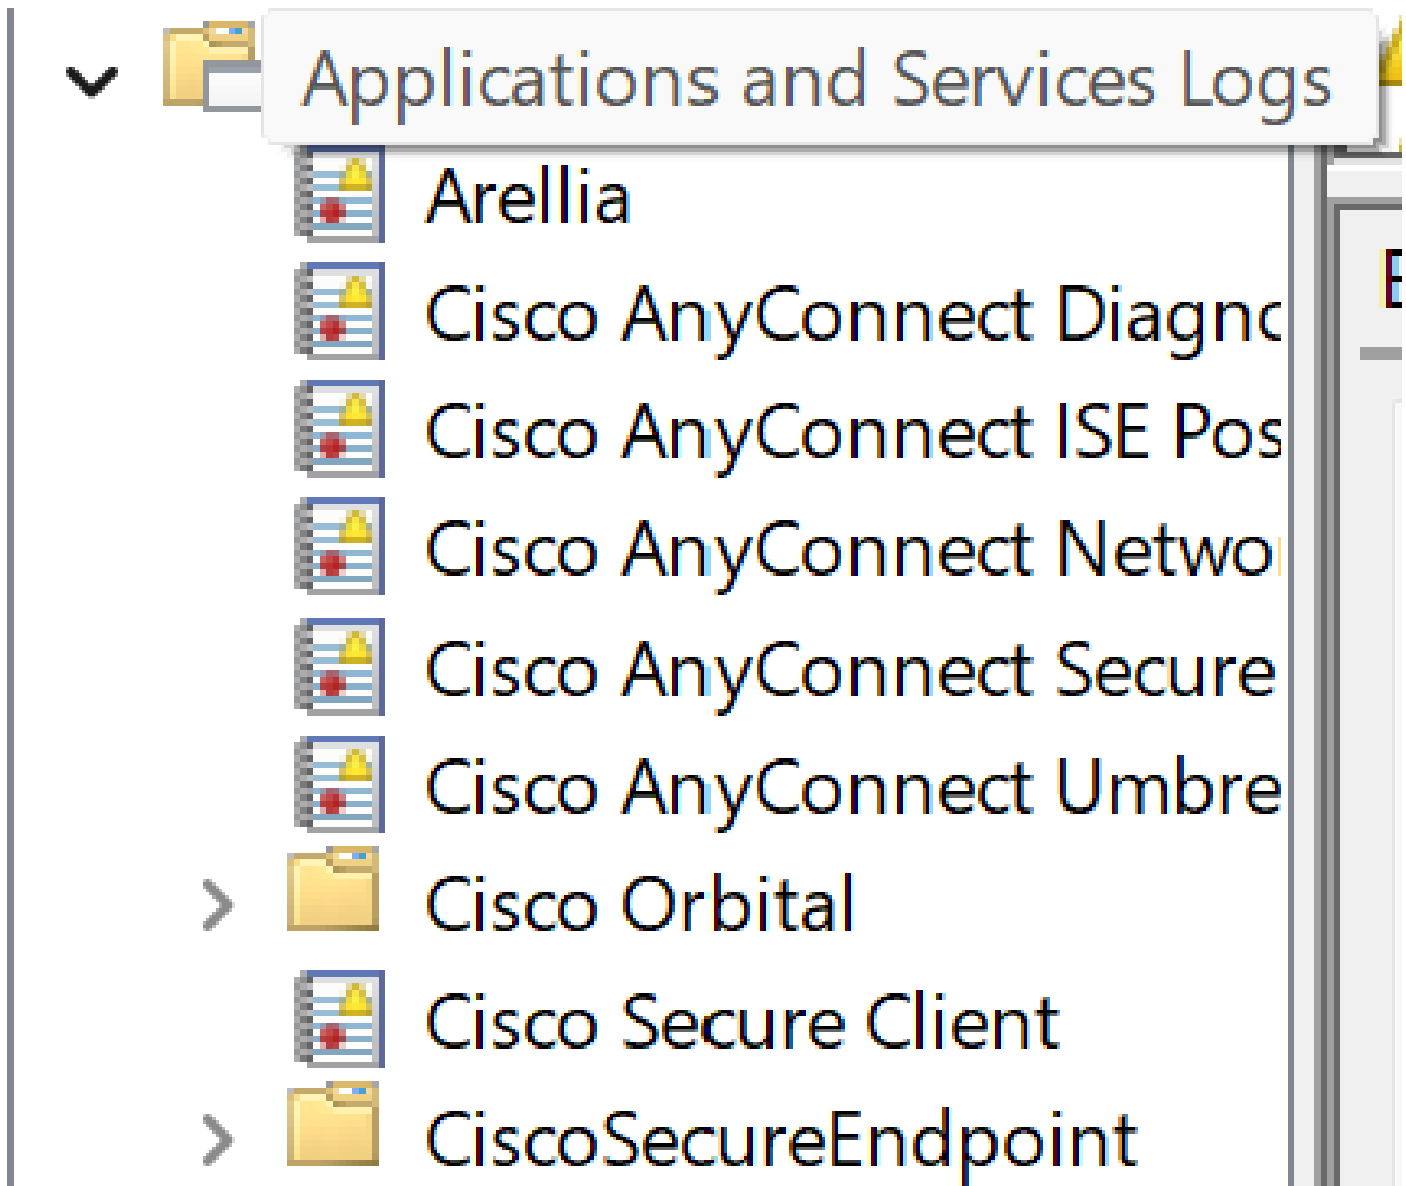 Applications and Services Logs
Arellia
Cisco AnyConnect Diagno
Cisco AnyConnect ISE Pos
Cisco AnyConnect Netwo
Cisco AnyConnect Secure
Cisco AnyConnect Umbre
Cisco Orbital
Cisco Secure Client
CiscoSecureEndpoint